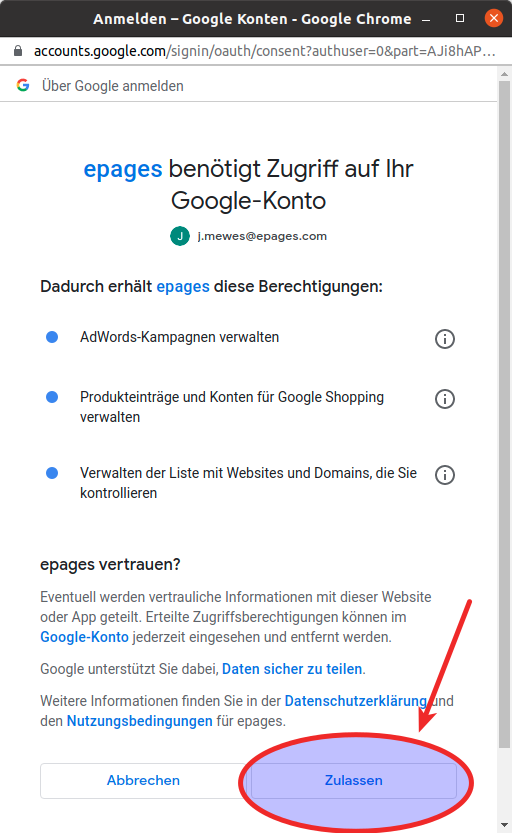 Anmelden – Google Konten - Google Chrome
accounts.google.com/signin/oauth/consent?authuser=0&part=AJi8hAP...
Über Google anmelden
epages benötigt Zugriff auf Ihr
Google-Konto
J j.mewes@epages.com
Dadurch erhält epages diese Berechtigungen:
AdWords-Kampagnen verwalten
Produkteinträge und Konten für Google Shopping
verwalten
Verwalten der Liste mit Websites und Domains, die Sie
kontrollieren
epages vertrauen?
Eventuell werden vertrauliche Informationen mit dieser Website
oder App geteilt. Erteilte Zugriffsberechtigungen können im
Google-Konto jederzeit eingesehen und entfernt werden.
Google unterstützt Sie dabei, Daten sicher zu teilen.
Weitere Informationen finden Sie in der Datenschutzerklärung und
den Nutzungsbedingungen für epages.
Abbrechen Zulassen